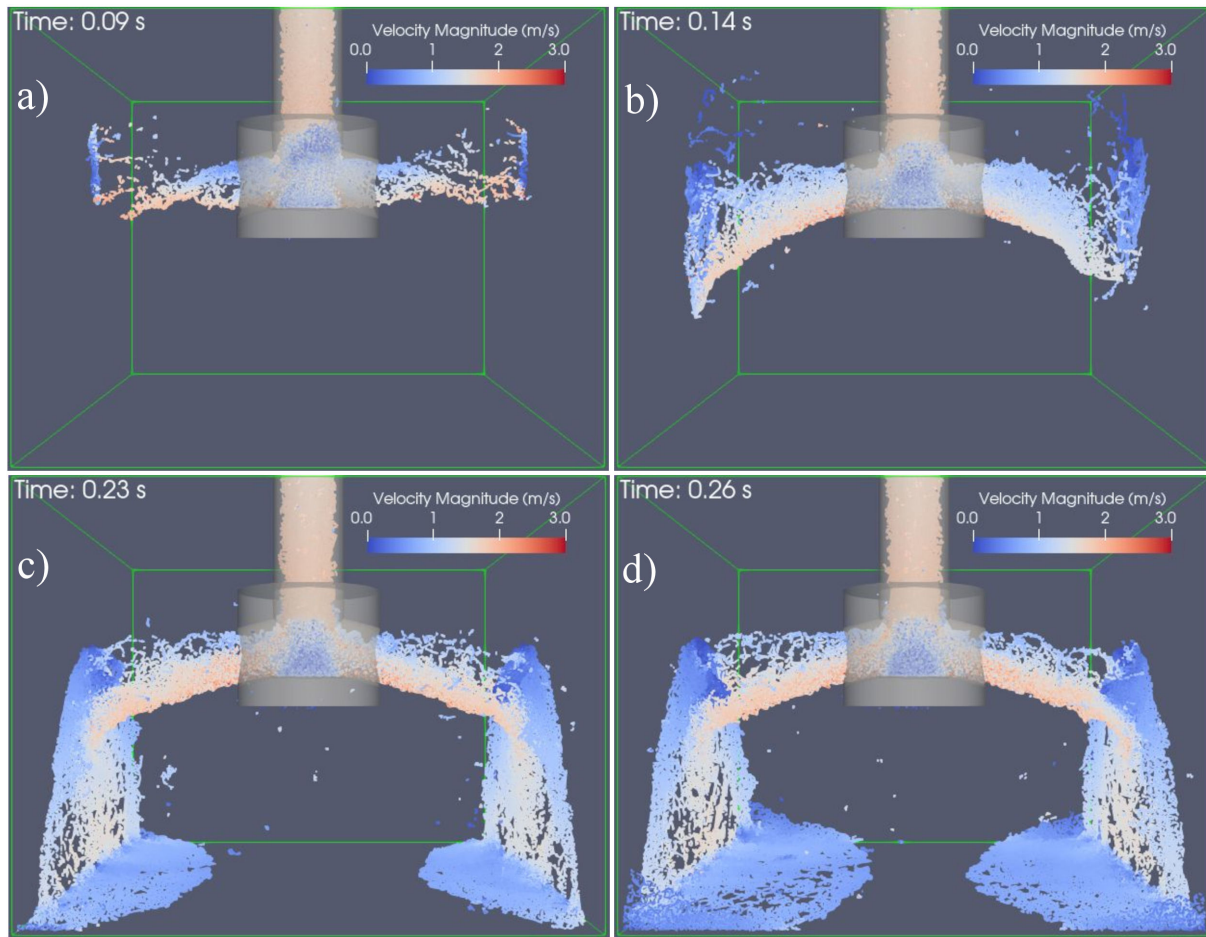 Time: 0.09 s
Velocity Magnitude (m/s)
0.0 1 2 3.0
a)
Time: 0.14 s
Velocity Magnitude (m/s)
0.0 1 2 3.0
b)
Time: 0.23 s
Velocity Magnitude (m/s)
0.0 1 2 3.0
c)
Time: 0.26 s
Velocity Magnitude (m/s)
0.0 1 2 3.0
d)